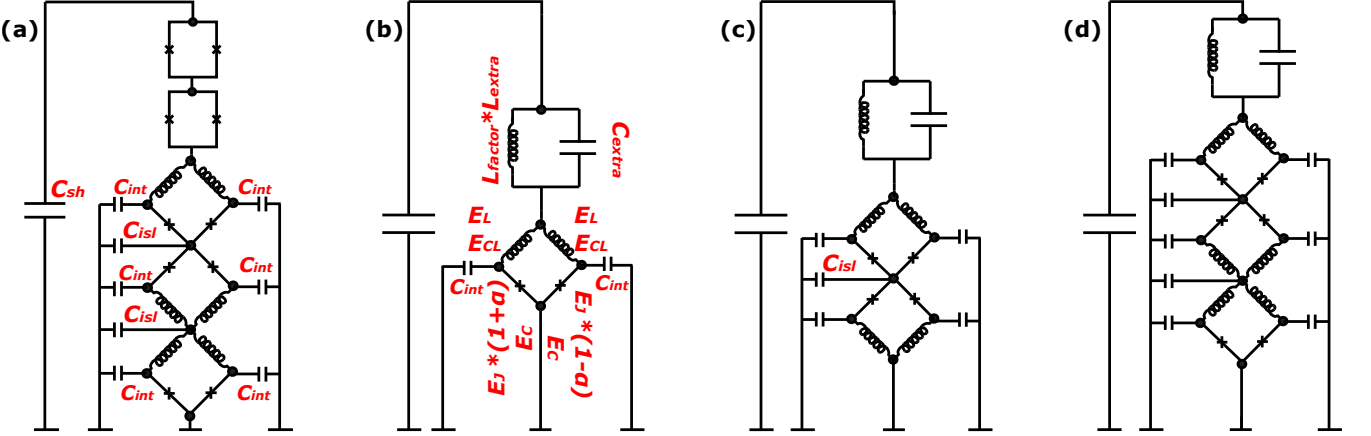 (a)
C_sh
C_int
C_int
C_isl
C_int
C_int
C_isl
C_int
C_int
(b)
L_factor*L_extra
C_extra
E_L
E_L
E_CL
E_CL
C_int
C_int
E_J*(1+a)
E_C
E_C
E_J*(1-a)
(c)
C_isl
(d)